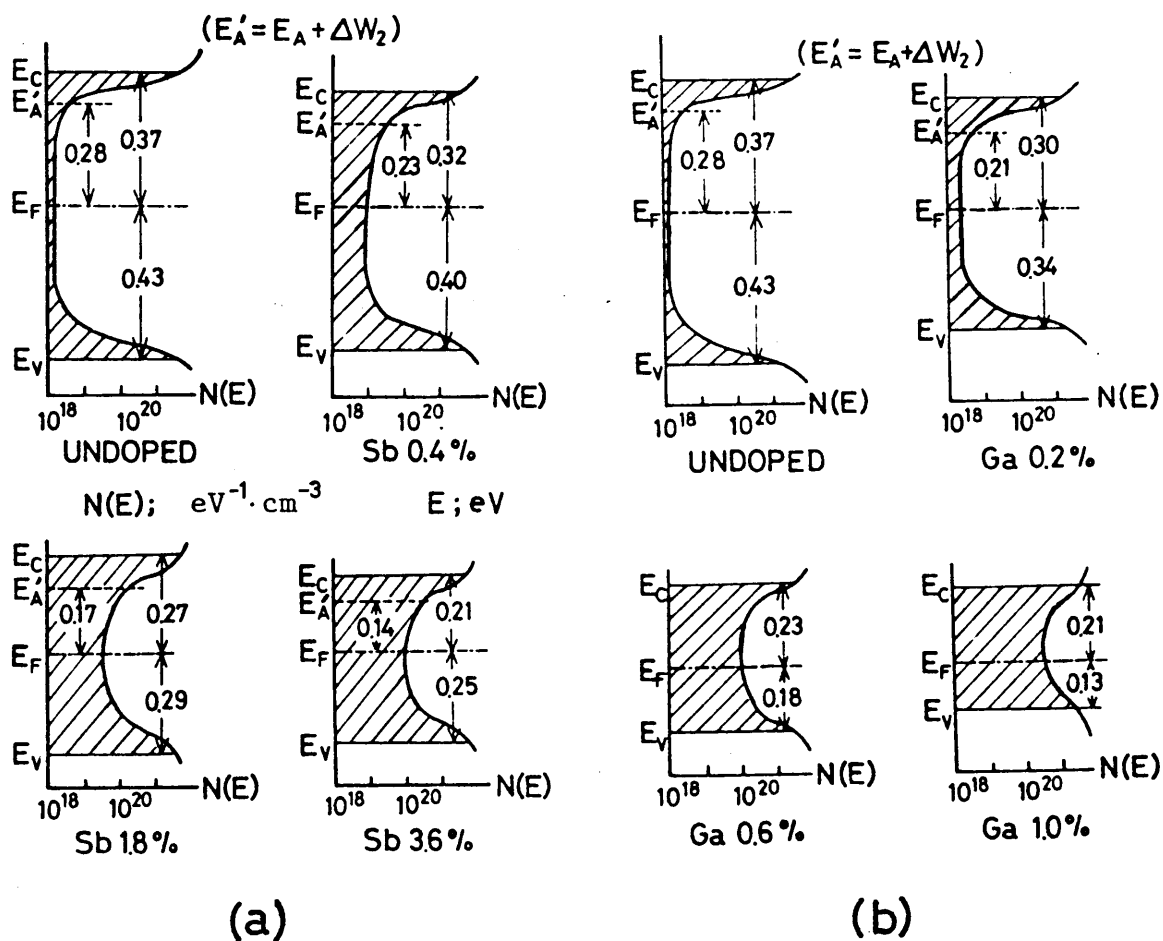 (E'A = EA + ΔW2)
EC
E'A
EF
EV
0.28
0.37
0.43
10^18 10^20 N(E)
UNDOPED
EC
E'A
0.23
0.32
0.40
10^18 10^20 N(E)
Sb 0.4%
N(E); eV^-1·cm^-3 E; eV
EC
E'A
EF
EV
0.17
0.27
0.29
10^18 10^20 N(E)
Sb 1.8%
EC
E'A
EF
EV
0.14
0.21
0.25
10^18 10^20 N(E)
Sb 3.6%
(a)
(E'A = EA + ΔW2)
EC
E'A
EF
EV
0.28
0.37
0.43
10^18 10^20 N(E)
UNDOPED
EC
E'A
EF
EV
0.21
0.30
0.34
10^18 10^20 N(E)
Ga 0.2%
EC
EF
EV
0.23
0.18
10^18 10^20 N(E)
Ga 0.6%
EC
EF
EV
0.21
0.13
10^18 10^20 N(E)
Ga 1.0%
(b)